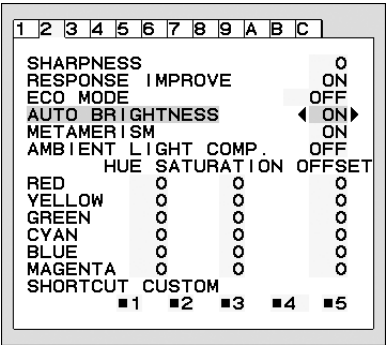 1 2 3 4 5 6 7 8 9 A B C
SHARPNESS 0
RESPONSE IMPROVE ON
ECO MODE OFF
AUTO BRIGHTNESS ON
METAMERISM ON
AMBIENT LIGHT COMP. OFF
HUE SATURATION OFFSET
RED 0 0 0
YELLOW 0 0 0
GREEN 0 0 0
CYAN 0 0 0
BLUE 0 0 0
MAGENTA 0 0 0
SHORTCUT CUSTOM
■1 ■2 ■3 ■4 ■5